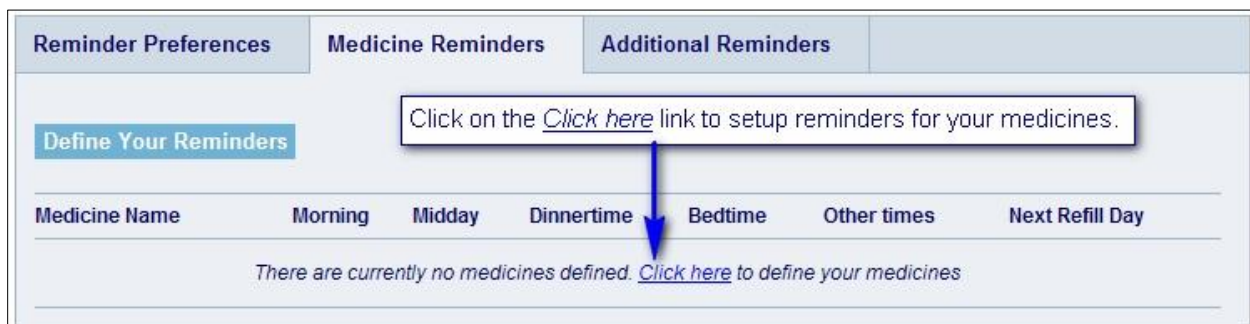 Reminder Preferences Medicine Reminders Additional Reminders
Click on the Click here link to setup reminders for your medicines.
Define Your Reminders
Medicine Name Morning Midday Dinnertime Bedtime Other times Next Refill Day
There are currently no medicines defined. Click here to define your medicines